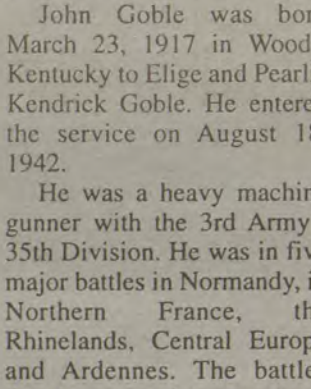 John Goble was bor
March 23, 1917 in Wood
Kentucky to Elige and Pearl
Kendrick Goble. He entere
the service on August 18
1942.
He was a heavy machin
gunner with the 3rd Army
35th Division. He was in fiv
major battles in Normandy, i
Northern France, th
Rhinelands, Central Europ
and Ardennes. The battle